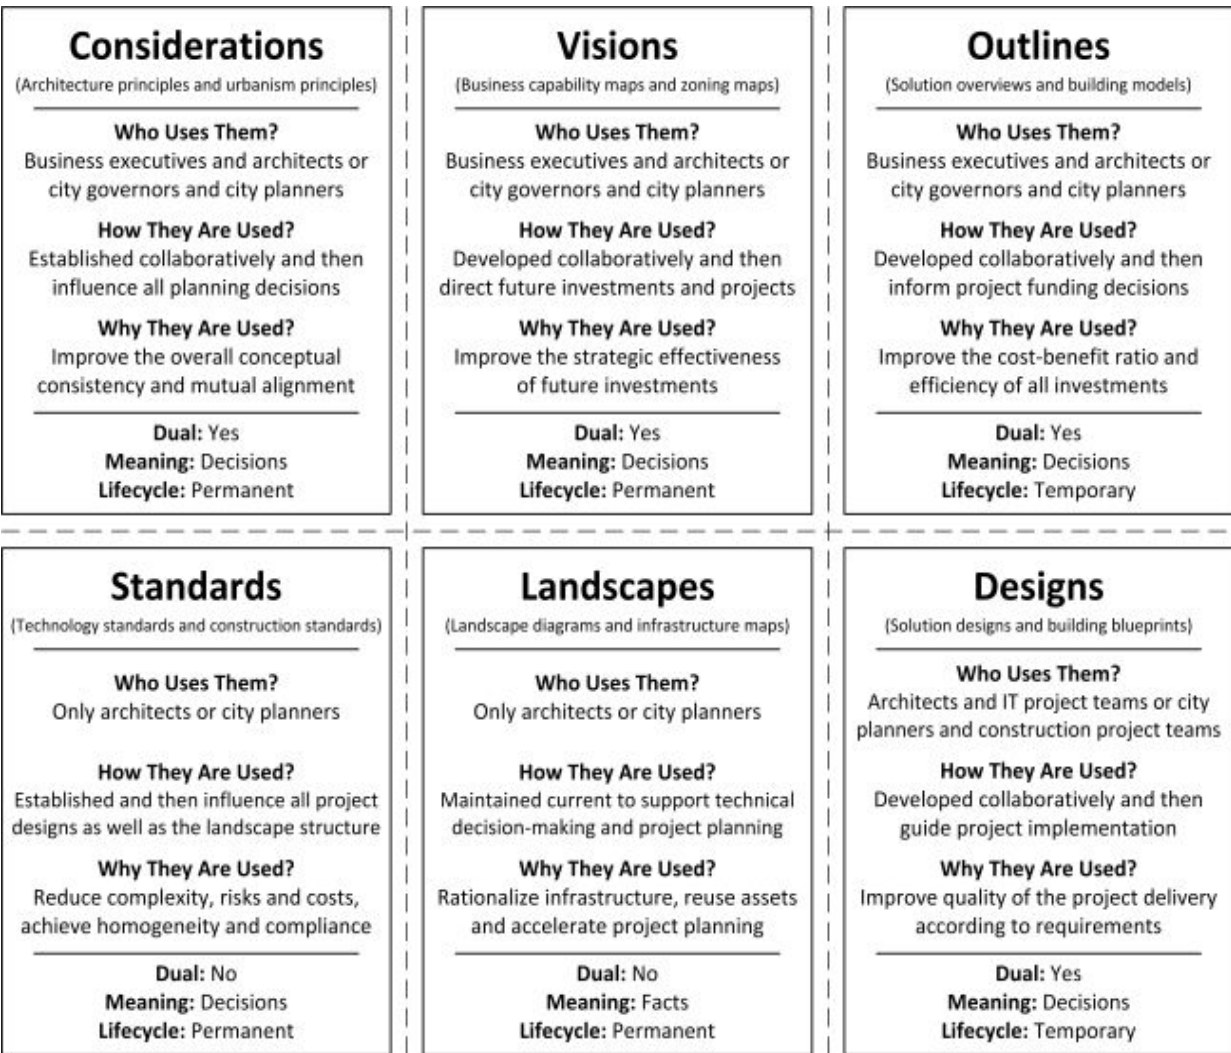 Considerations
(Architecture principles and urbanism principles)
Who Uses Them?
Business executives and architects or
city governors and city planners
How They Are Used?
Established collaboratively and then
influence all planning decisions
Why They Are Used?
Improve the overall conceptual
consistency and mutual alignment
Dual: Yes
Meaning: Decisions
Lifecycle: Permanent
Visions
(Business capability maps and zoning maps)
Who Uses Them?
Business executives and architects or
city governors and city planners
How They Are Used?
Developed collaboratively and then
direct future investments and projects
Why They Are Used?
Improve the strategic effectiveness
of future investments
Dual: Yes
Meaning: Decisions
Lifecycle: Permanent
Outlines
(Solution overviews and building models)
Who Uses Them?
Business executives and architects or
city governors and city planners
How They Are Used?
Developed collaboratively and then
inform project funding decisions
Why They Are Used?
Improve the cost-benefit ratio and
efficiency of all investments
Dual: Yes
Meaning: Decisions
Lifecycle: Temporary
Standards
(Technology standards and construction standards)
Who Uses Them?
Only architects or city planners
How They Are Used?
Established and then influence all project
designs as well as the landscape structure
Why They Are Used?
Reduce complexity, risks and costs,
achieve homogeneity and compliance
Dual: No
Meaning: Decisions
Lifecycle: Permanent
Landscapes
(Landscape diagrams and infrastructure maps)
Who Uses Them?
Only architects or city planners
How They Are Used?
Maintained current to support technical
decision-making and project planning
Why They Are Used?
Rationalize infrastructure, reuse assets
and accelerate project planning
Dual: No
Meaning: Facts
Lifecycle: Permanent
Designs
(Solution designs and building blueprints)
Who Uses Them?
Architects and IT project teams or city
planners and construction project teams
How They Are Used?
Developed collaboratively and then
guide project implementation
Why They Are Used?
Improve quality of the project delivery
according to requirements
Dual: Yes
Meaning: Decisions
Lifecycle: Temporary